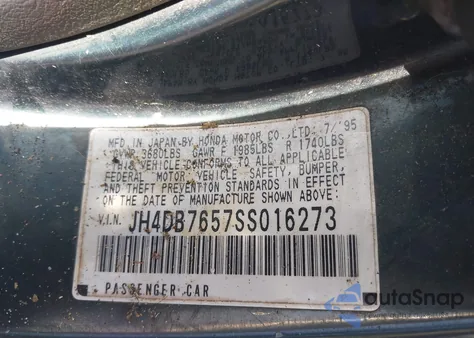 MFD. IN JAPAN BY HONDA MOTOR CO.,LTD. 7/'95
GVWR 3680LBS GAWR F 1985LBS R 1740LBS
THIS VEHICLE CONFORMS TO ALL APPLICABLE
FEDERAL MOTOR VEHICLE SAFETY, BUMPER,
AND THEFT PREVENTION STANDARDS IN EFFECT
ON THE DATE OF MANUFACTURE SHOWN ABOVE.
V.I.N. JH4DB7657SS016273
PASSENGER CAR
autoSnap